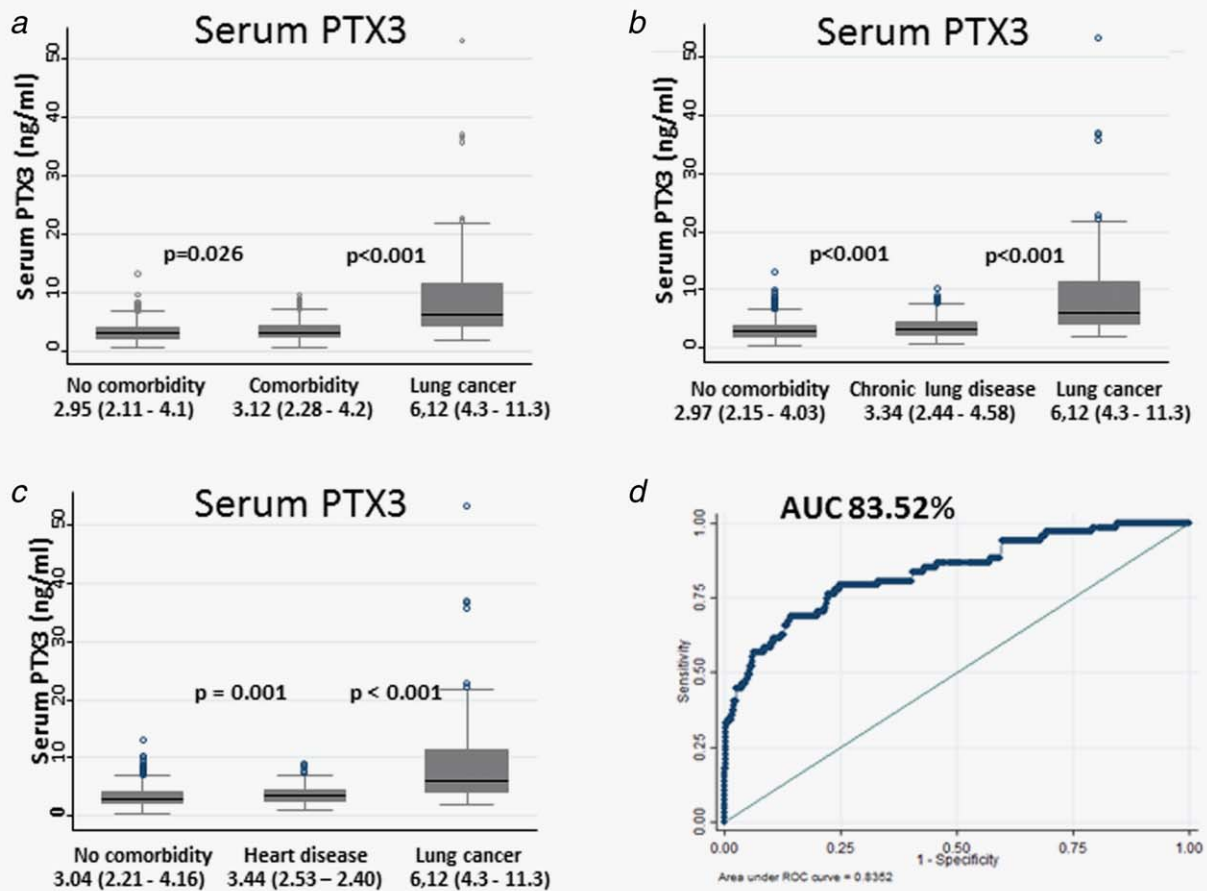 a
Serum PTX3
Serum PTX3 (ng/ml)
50
40
30
20
10
0
p=0.026
p<0.001
No comorbidity
Comorbidity
Lung cancer
2.95 (2.11 - 4.1)
3.12 (2.28 - 4.2)
6,12 (4.3 - 11.3)
b
Serum PTX3
Serum PTX3 (ng/ml)
50
40
30
20
10
0
p<0.001
p<0.001
No comorbidity
Chronic lung disease
Lung cancer
2.97 (2.15 - 4.03)
3.34 (2.44 - 4.58)
6,12 (4.3 - 11.3)
c
Serum PTX3
Serum PTX3 (ng/ml)
50
40
30
20
10
0
p = 0.001
p < 0.001
No comorbidity
Heart disease
Lung cancer
3.04 (2.21 - 4.16)
3.44 (2.53 – 2.40)
6,12 (4.3 - 11.3)
d
AUC 83.52%
Sensitivity
1.00
0.75
0.50
0.25
0.00
0.00
0.25
0.50
0.75
1.00
1 - Specificity
Area under ROC curve = 0.8352